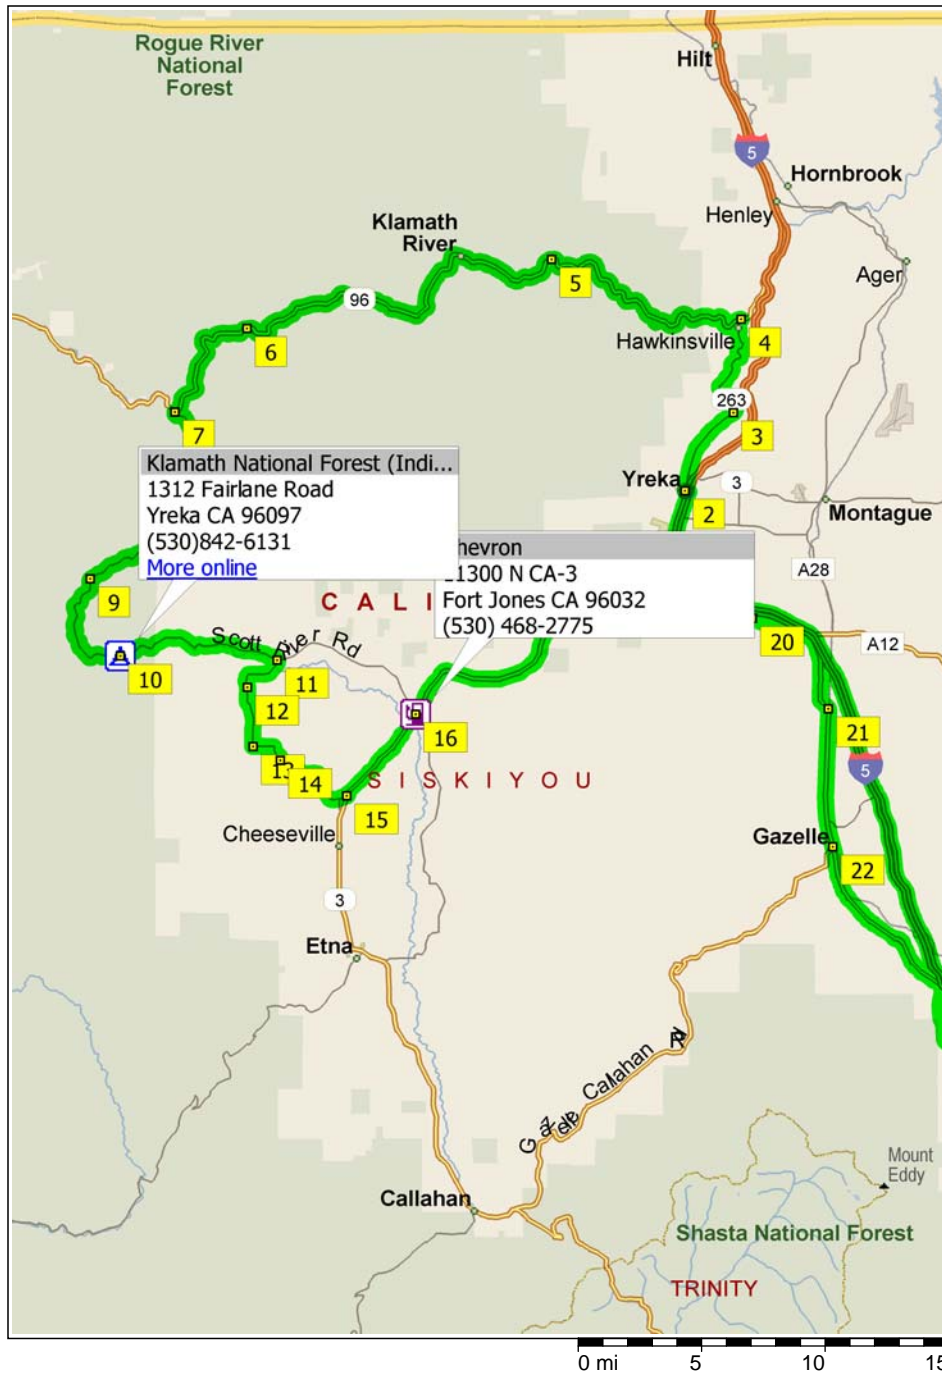 Rogue River
National
Forest
Hilt
5
Hornbrook
Henley
Klamath
River
Ager
5
96
Hawkinsville
4
6
263
7
3
Yreka
3
2
Montague
Klamath National Forest (Indi...
1312 Fairlane Road
Yreka CA 96097
(530)842-6131
More online
hevron
1300 N CA-3
Fort Jones CA 96032
(530) 468-2775
A28
9
C A L I
20
A12
Scott River Rd
10
11
12
16
21
13
14
SISKIYOU
5
15
Cheeseville
Gazelle
22
3
Etna
Gazelle Callahan R
Mount
Eddy
Callahan
Shasta National Forest
TRINITY
0 mi 5 10 15